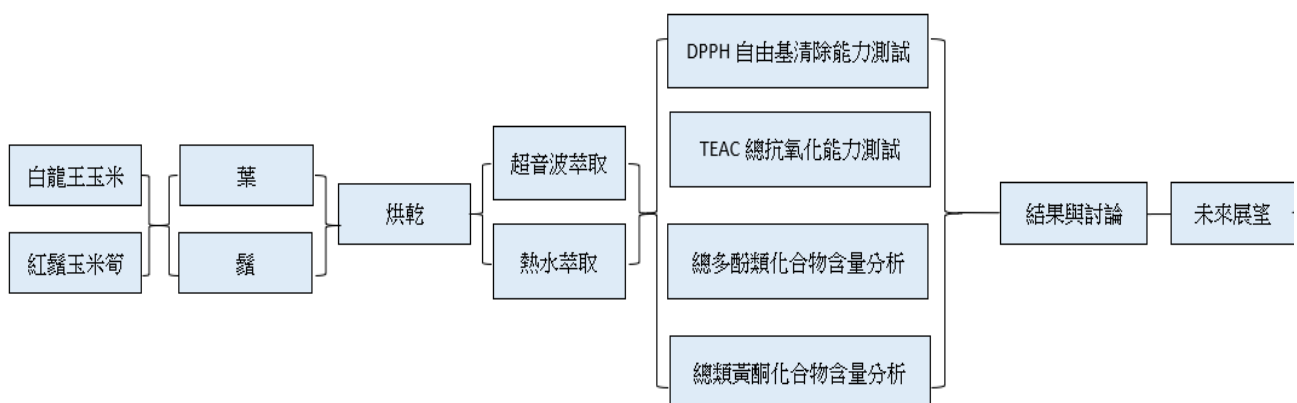 白龍王玉米
紅鬚玉米筍
葉
鬚
烘乾
超音波萃取
熱水萃取
DPPH 自由基清除能力測試
TEAC 總抗氧化能力測試
總多酚類化合物含量分析
總類黃酮化合物含量分析
結果與討論
未來展望